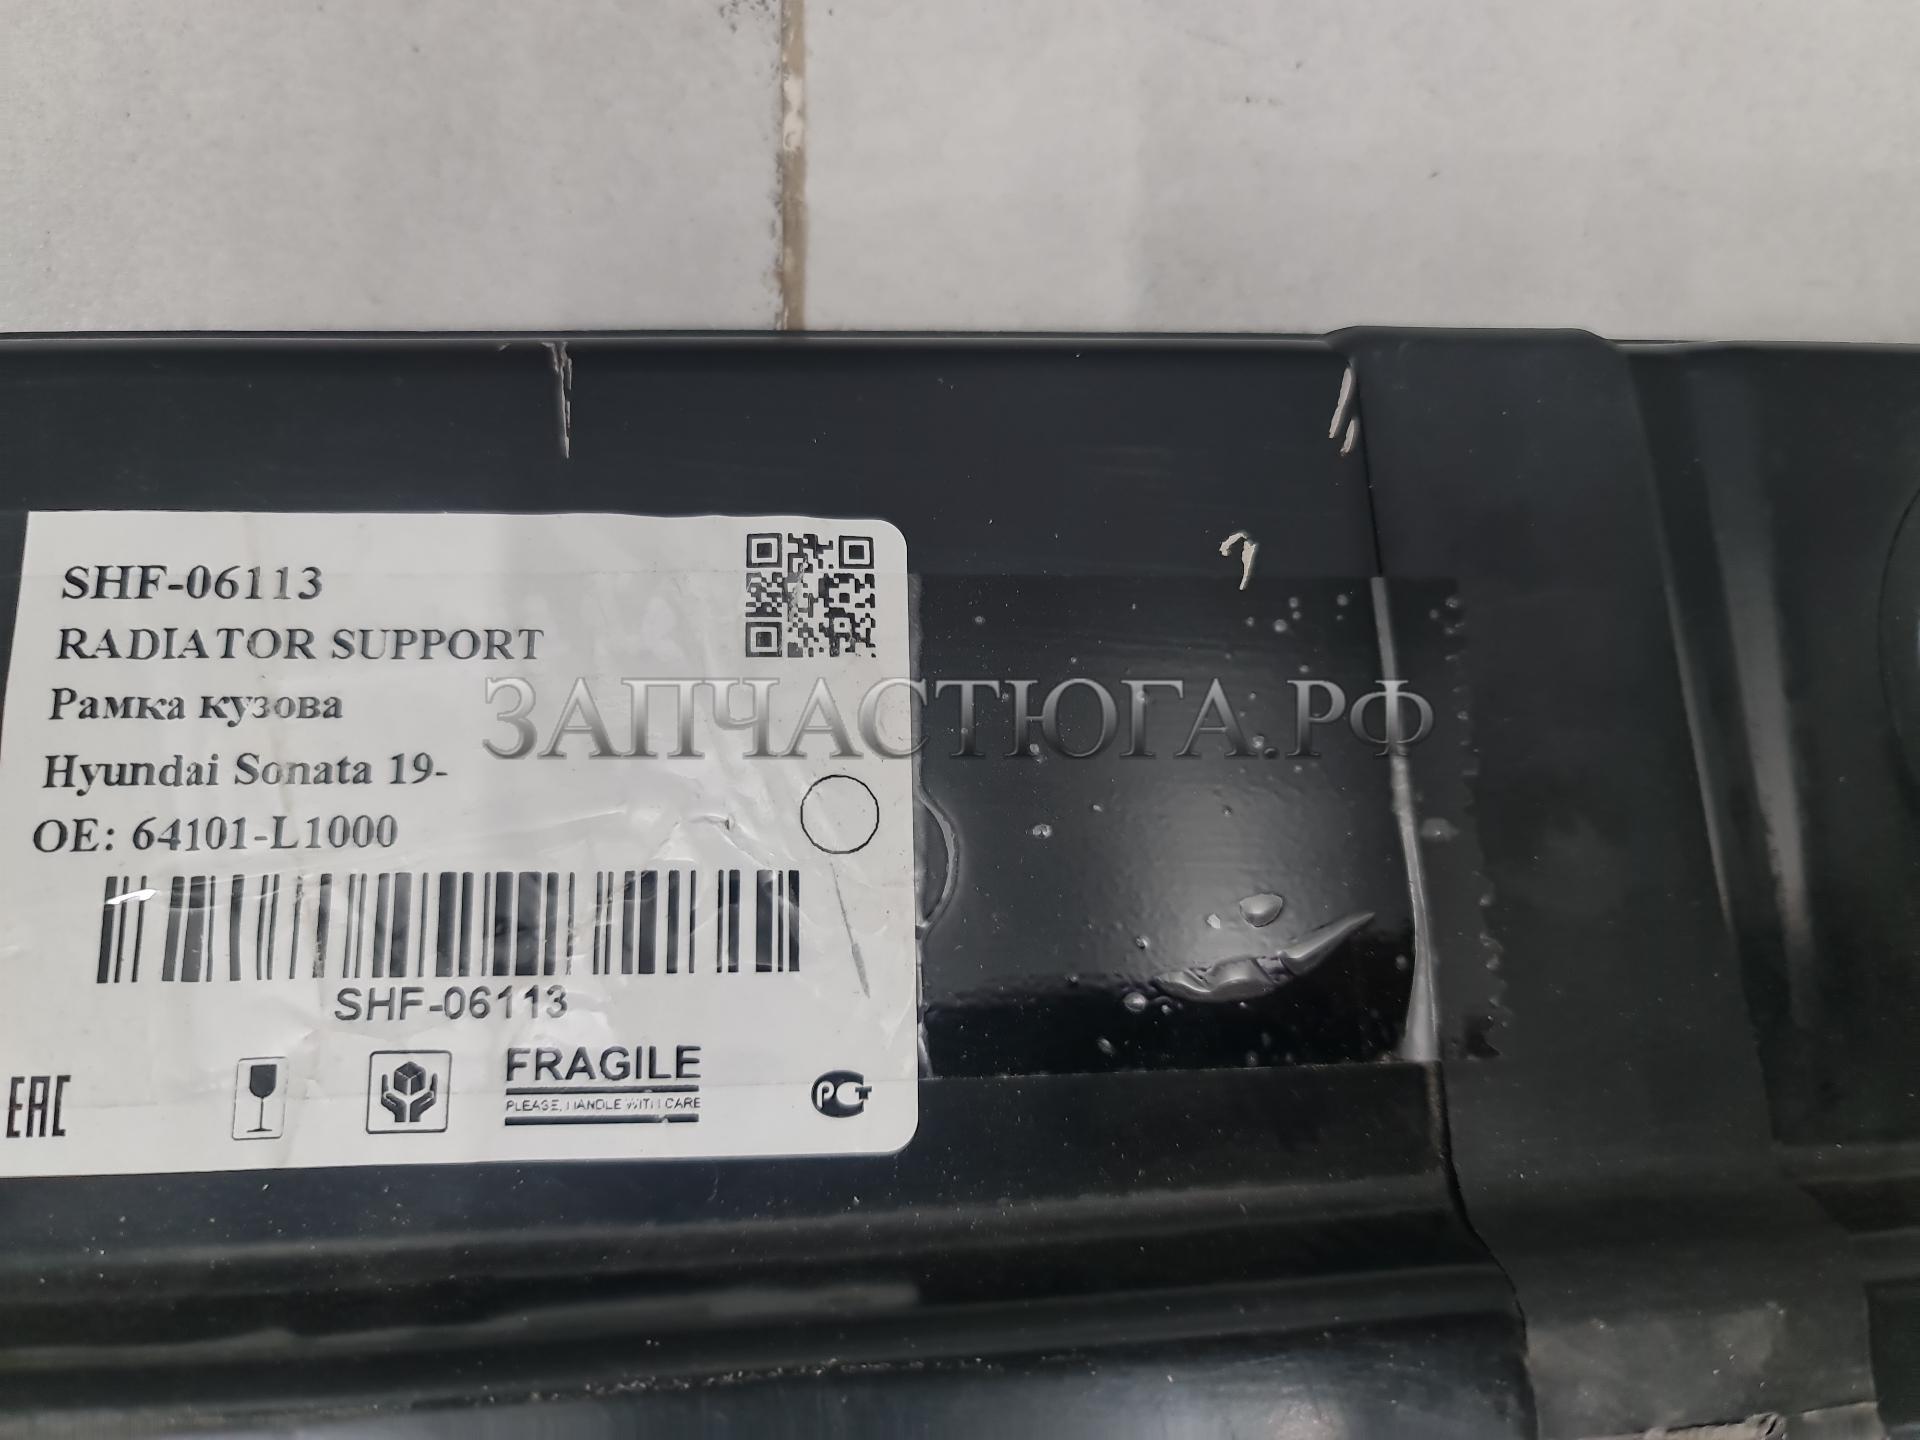 SHF-06113
RADIATOR SUPPORT
Рамка кузова
Hyundai Sonata 19-
OE: 64101-L1000
SHF-06113
EAC
FRAGILE
PLEASE, HANDLE WITH CARE
РСТ
ЗАПЧАСТЮГА.РФ